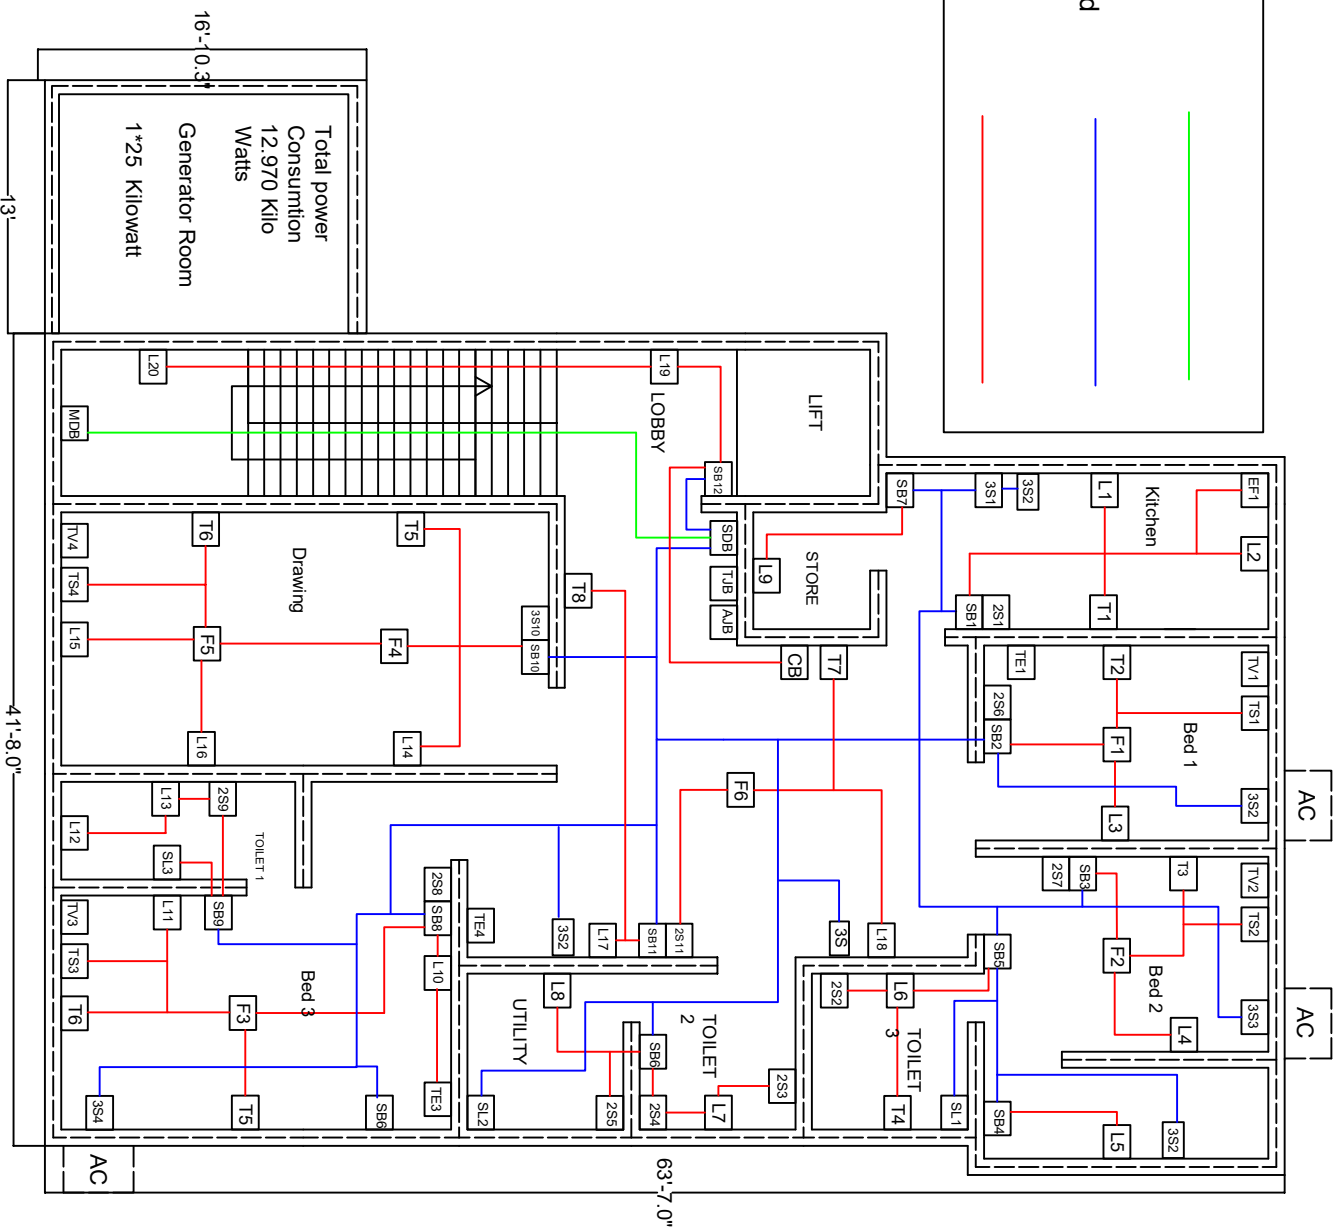 d
16'-10.3"
Total power
Consumtion
12.970 Kilo
Watts
Generator Room
1*25 Kilowatt
13'
41'-8.0"
63'-7.0"
L20
L19
LOBBY
LIFT
MDB
SB12
SDB
TJB
AJB
STORE
L9
SB7
3S1
3S2
L1
Kitchen
EF1
L2
SB1
2S1
T1
TV4
TS4
L15
T6
T5
Drawing
F5
F4
3S10
SB10
T8
L16
L14
CB
T7
TE1
T2
TV1
TS1
2S6
SB2
F1
Bed 1
L3
3S2
AC
F6
L13
2S9
L12
SL3
TOILET 1
2S7
SB3
T3
TV2
TS2
F2
Bed 2
L4
3S3
AC
TV3
TS3
T6
L11
SB9
2S8
SB8
L10
TE4
3S2
L17
SB11
2S11
3S
L18
SB5
F3
Bed 3
L8
UTILITY
SB6
TOILET
2
2S3
2S2
L6
TOILET
3
3S4
T5
SB6
TE3
SL2
2S5
2S4
L7
T4
SL1
SB4
L5
3S2
AC